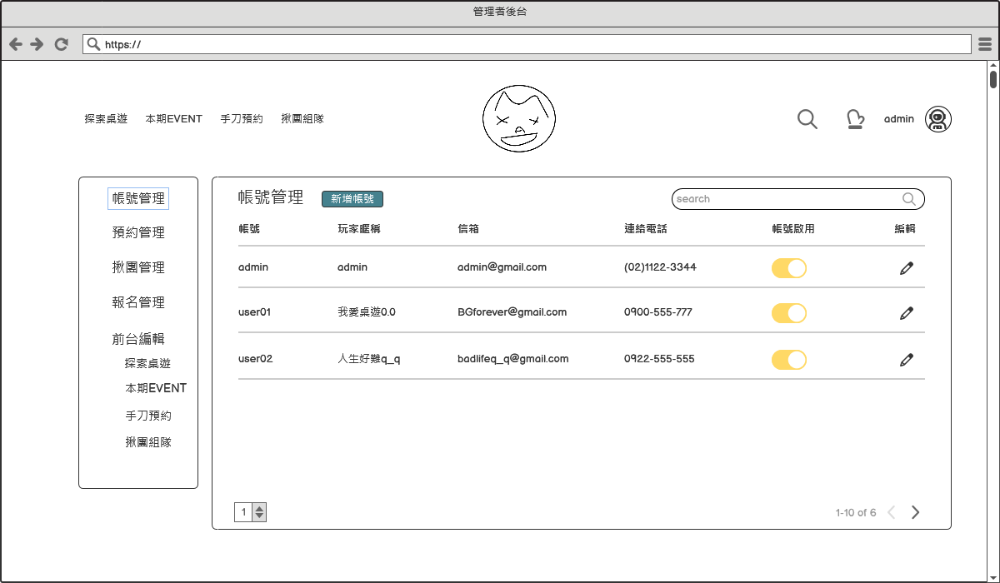 管理者後台
https://
探索桌遊 本期EVENT 手刀預約 揪團組隊
admin
帳號管理
預約管理
揪團管理
報名管理
前台編輯
探索桌遊
本期EVENT
手刀預約
揪團組隊
帳號管理 新增帳號 search
帳號 玩家暱稱 信箱 連絡電話 帳號啟用 編輯
admin admin admin@gmail.com (02)1122-3344
user01 我愛桌遊0.0 BGforever@gmail.com 0900-555-777
user02 人生好難q_q badlifeq_q@gmail.com 0922-555-555
1 1-10 of 6